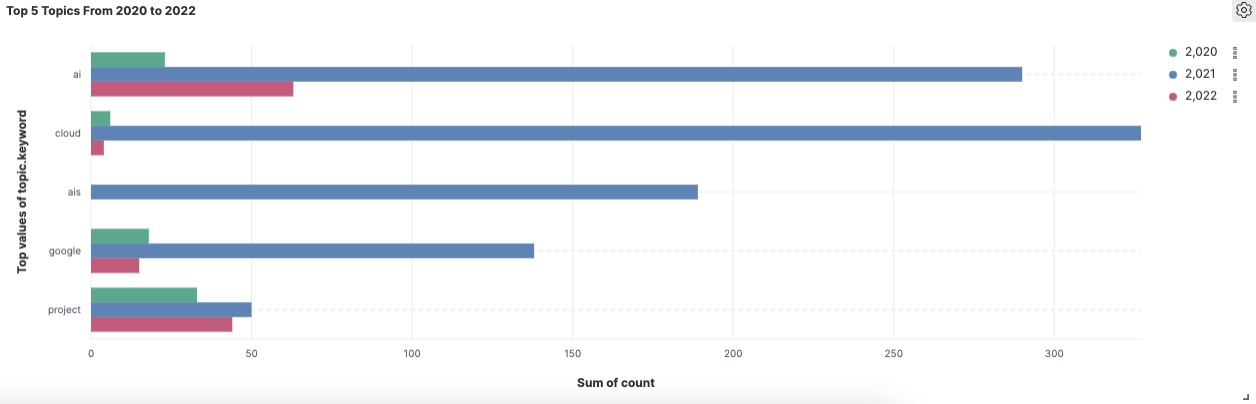 Top 5 Topics From 2020 to 2022
2,020
2,021
2,022
Top values of topic.keyword
ai
cloud
ais
google
project
0 50 100 150 200 250 300
Sum of count